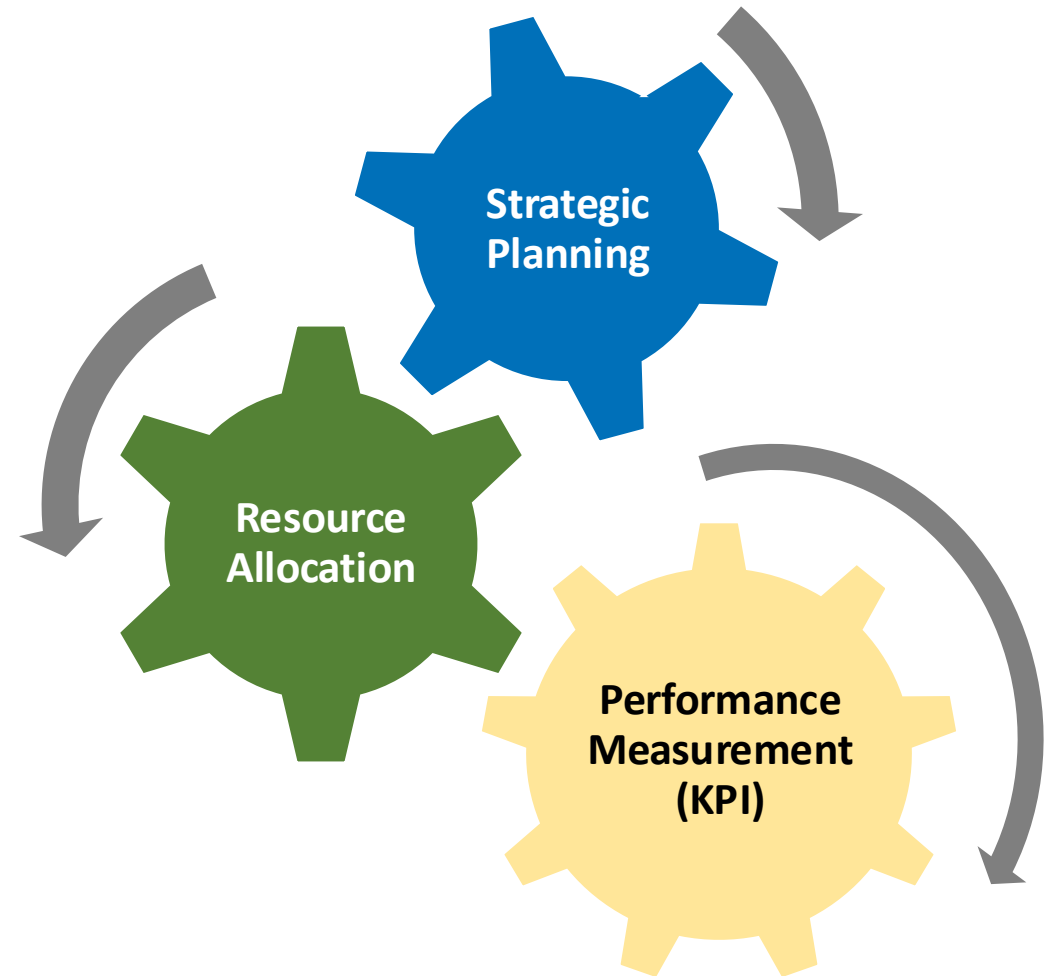 Strategic
Planning
Resource
Allocation
Performance
Measurement
(KPI)